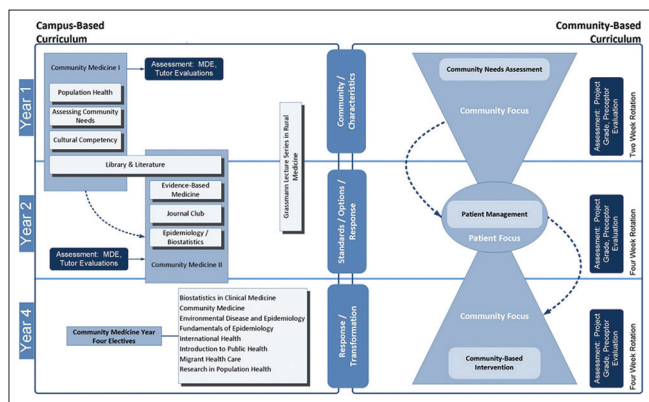 Campus-Based
Curriculum
Community-Based
Curriculum
Year 1
Community Medicine I
Population Health
Assessing Community
Needs
Cultural Competency
Assessment: MDE,
Tutor Evaluations
Library & Literature
Grassmann Lecture Series in Rural
Medicine
Community /
Characteristics
Community Needs Assessment
Community Focus
Assessment: Project
Grade, Preceptor
Evaluation
Two Week Rotation
Year 2
Evidence-Based
Medicine
Journal Club
Epidemiology /
Biostatistics
Community Medicine II
Assessment: MDE,
Tutor Evaluations
Standards / Options /
Response
Patient Management
Patient Focus
Assessment: Project
Grade, Preceptor
Evaluation
Four Week Rotation
Year 4
Community Medicine Year
Four Electives
Biostatistics in Clinical Medicine
Community Medicine
Environmental Disease and Epidemiology
Fundamentals of Epidemiology
International Health
Introduction to Public Health
Migrant Health Care
Research in Population Health
Response /
Transformation
Community Focus
Community-Based
Intervention
Assessment: Project
Grade, Preceptor
Evaluation
Four Week Rotation